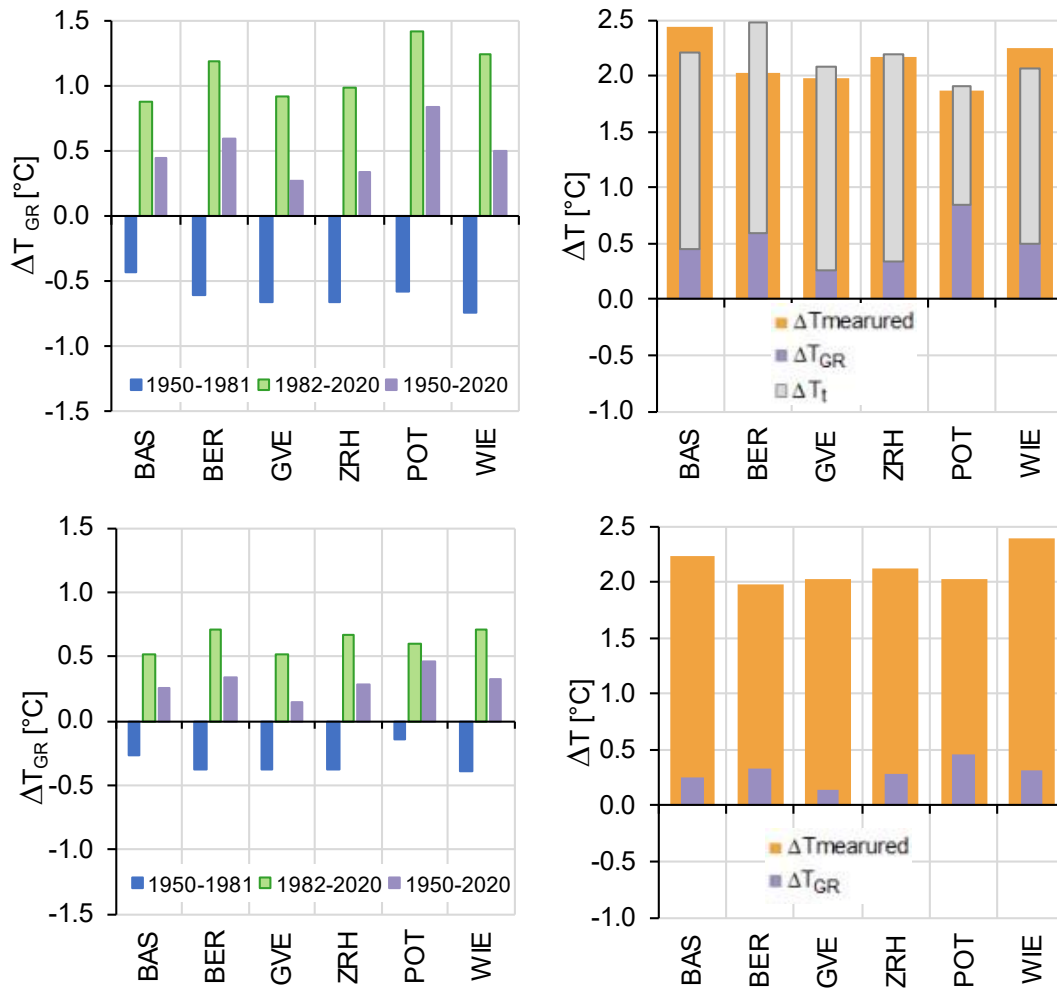 1.5
1.0
0.5
0.0
-0.5
-1.0
-1.5
ΔT GR [°C]
1950-1981 1982-2020 1950-2020
BAS BER GVE ZRH POT WIE
2.5
2.0
1.5
1.0
0.5
0.0
-0.5
-1.0
ΔT [°C]
ΔTmearured
ΔTGR
ΔTt
BAS BER GVE ZRH POT WIE
1.5
1.0
0.5
0.0
-0.5
-1.0
-1.5
ΔTGR [°C]
1950-1981 1982-2020 1950-2020
BAS BER GVE ZRH POT WIE
2.5
2.0
1.5
1.0
0.5
0.0
-0.5
-1.0
ΔT [°C]
ΔTmearured
ΔTGR
BAS BER GVE ZRH POT WIE